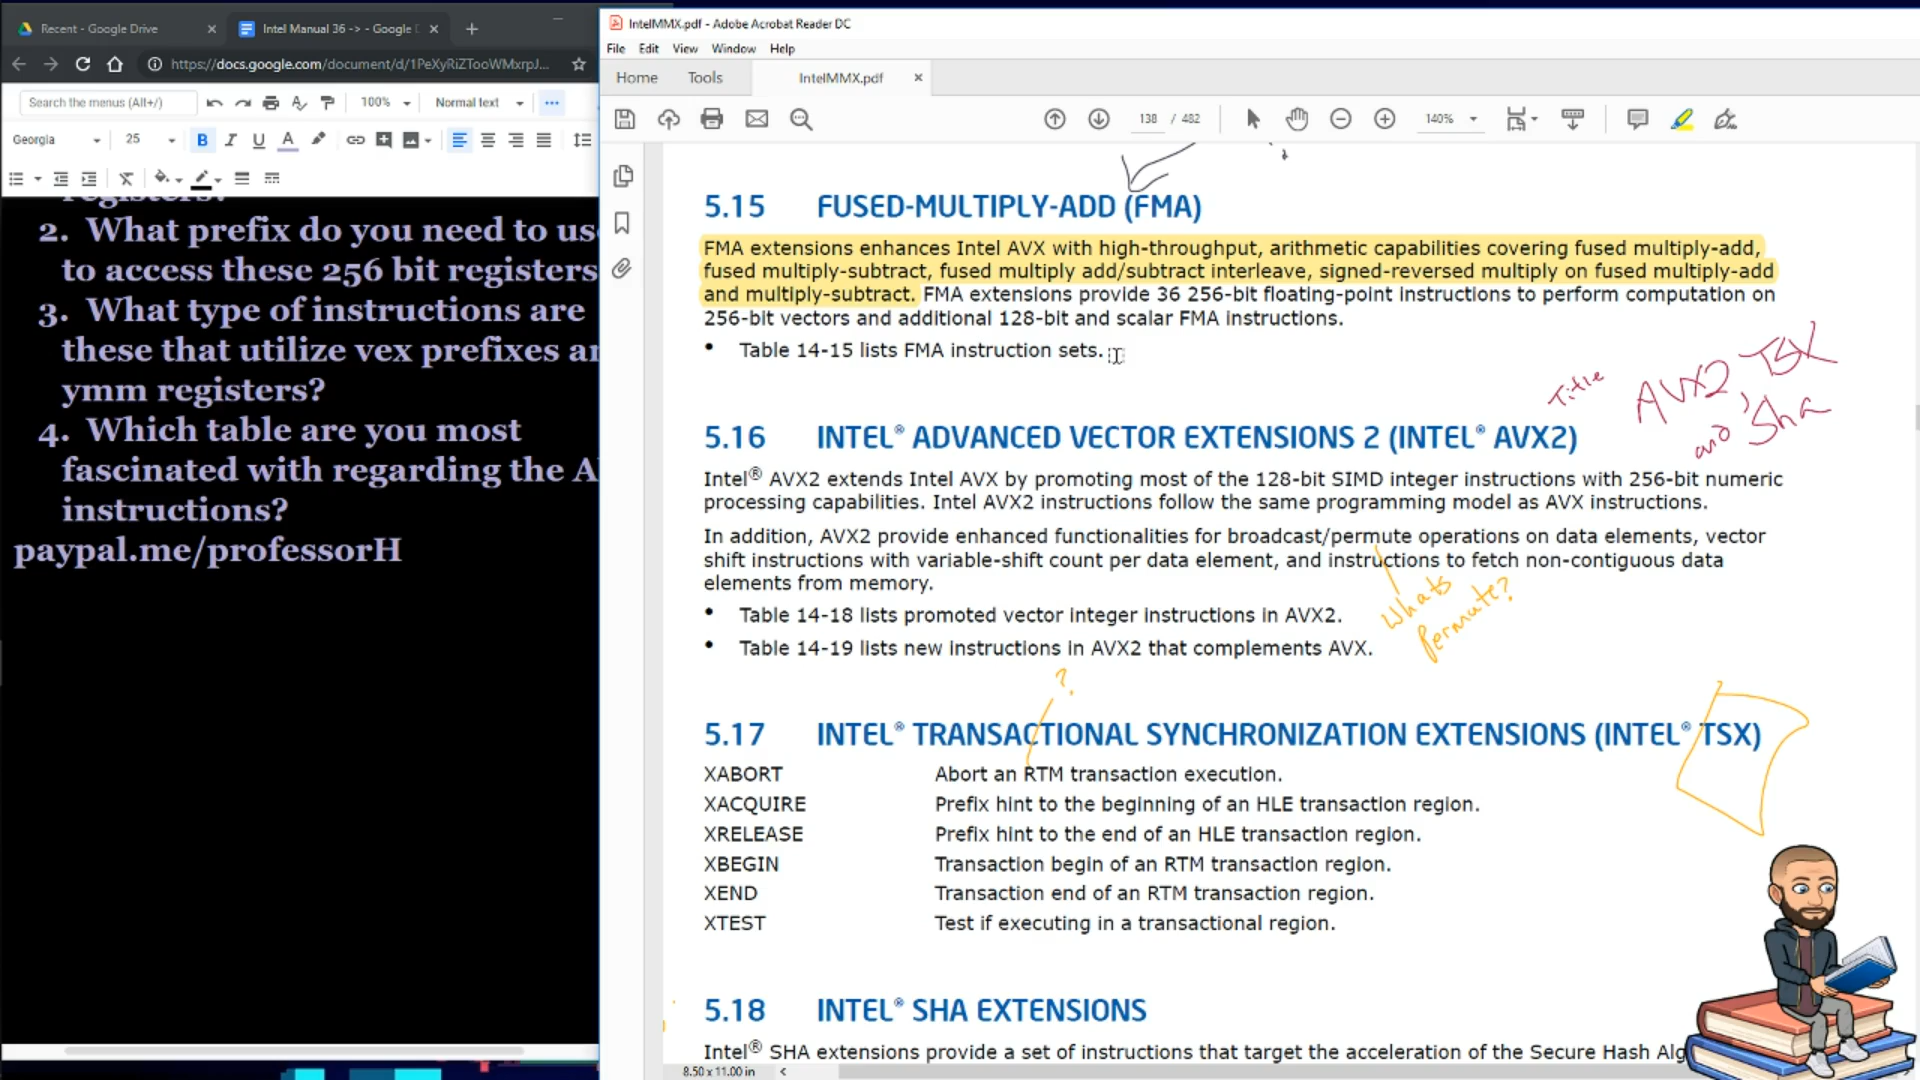 Recent - Google Drive
Intel Manual 36 -> - Google D
https://docs.google.com/document/d/1PeXyRiZTooWMxrpJ...
Search the menus (Alt+/)
100%
Normal text
Georgia
25
registers?
2. What prefix do you need to us
to access these 256 bit registers
3. What type of instructions are
these that utilize vex prefixes an
ymm registers?
4. Which table are you most
fascinated with regarding the A
instructions?
paypal.me/professorH
IntelMMX.pdf - Adobe Acrobat Reader DC
File Edit View Window Help
Home Tools IntelMMX.pdf
138 / 482
140%
5.15 FUSED-MULTIPLY-ADD (FMA)
FMA extensions enhances Intel AVX with high-throughput, arithmetic capabilities covering fused multiply-add,
fused multiply-subtract, fused multiply add/subtract interleave, signed-reversed multiply on fused multiply-add
and multiply-subtract. FMA extensions provide 36 256-bit floating-point instructions to perform computation on
256-bit vectors and additional 128-bit and scalar FMA instructions.
• Table 14-15 lists FMA instruction sets.
Title
AVX2, TSX
and Sha
5.16 INTEL® ADVANCED VECTOR EXTENSIONS 2 (INTEL® AVX2)
Intel® AVX2 extends Intel AVX by promoting most of the 128-bit SIMD integer instructions with 256-bit numeric
processing capabilities. Intel AVX2 instructions follow the same programming model as AVX instructions.
In addition, AVX2 provide enhanced functionalities for broadcast/permute operations on data elements, vector
shift instructions with variable-shift count per data element, and instructions to fetch non-contiguous data
elements from memory.
• Table 14-18 lists promoted vector integer instructions in AVX2.
• Table 14-19 lists new instructions in AVX2 that complements AVX.
Whats
Permute?
?
5.17 INTEL® TRANSACTIONAL SYNCHRONIZATION EXTENSIONS (INTEL® TSX)
XABORT Abort an RTM transaction execution.
XACQUIRE Prefix hint to the beginning of an HLE transaction region.
XRELEASE Prefix hint to the end of an HLE transaction region.
XBEGIN Transaction begin of an RTM transaction region.
XEND Transaction end of an RTM transaction region.
XTEST Test if executing in a transactional region.
5.18 INTEL® SHA EXTENSIONS
Intel® SHA extensions provide a set of instructions that target the acceleration of the Secure Hash Alg
8.50 x 11.00 in